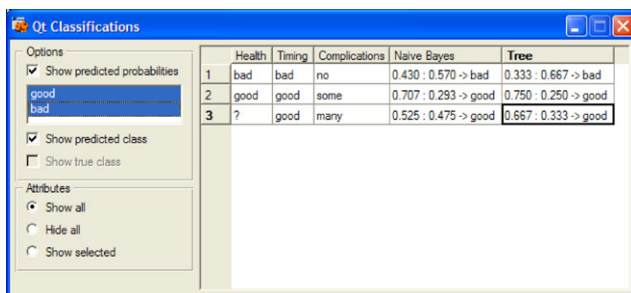 Qt Classifications
Options
Show predicted probabilities
good
bad
Show predicted class
Show true class
Attributes
Show all
Hide all
Show selected
Health Timing Complications Naive Bayes Tree
1 bad bad no 0.430 : 0.570 -> bad 0.333 : 0.667 -> bad
2 good good some 0.707 : 0.293 -> good 0.750 : 0.250 -> good
3 ? good many 0.525 : 0.475 -> good 0.667 : 0.333 -> good